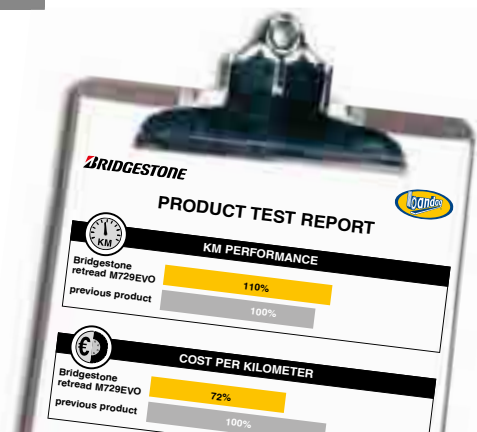 BRIDGESTONE
bandag
PRODUCT TEST REPORT
KM
KM PERFORMANCE
Bridgestone
retread M729EVO
110%
previous product
100%
€
COST PER KILOMETER
Bridgestone
retread M729EVO
72%
previous product
100%